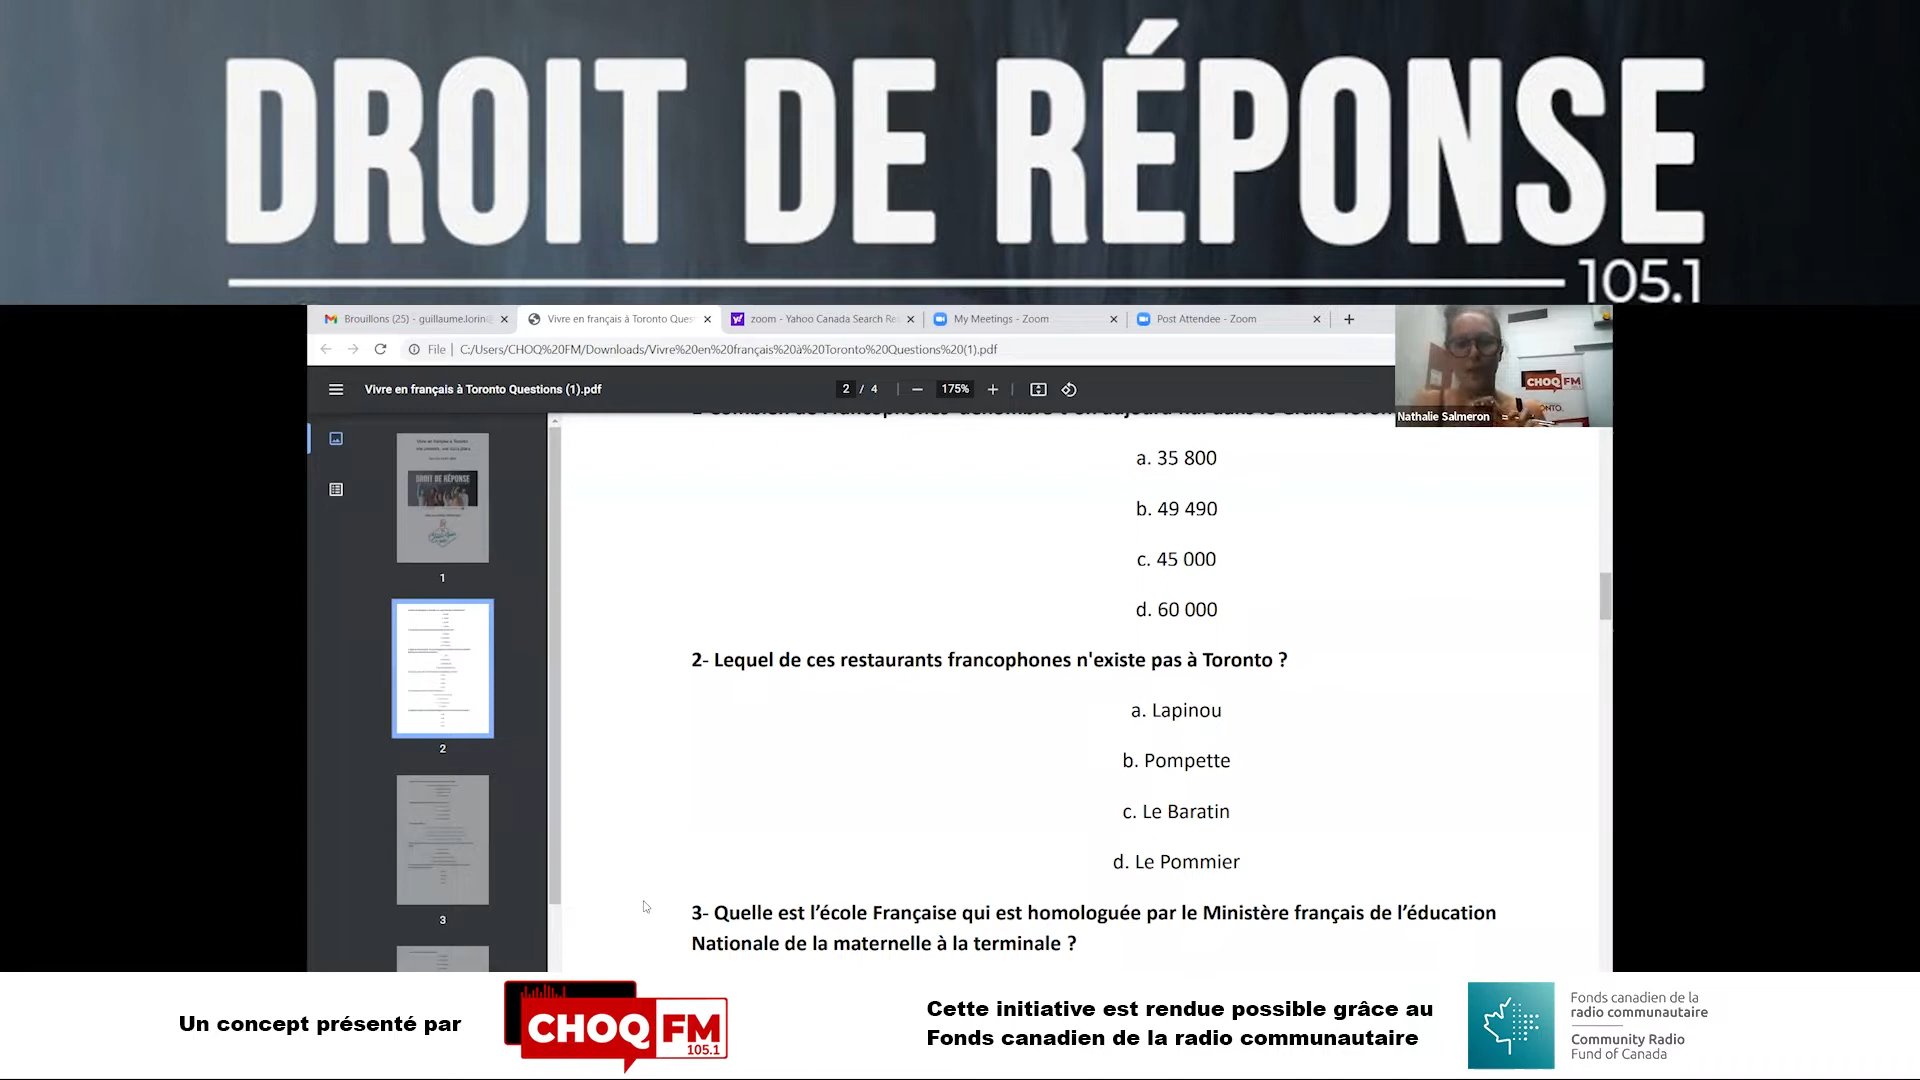 DROIT DE RÉPONSE
105.1
Brouillons (25) - guillaume.lorin@
Vivre en français à Toronto Ques
zoom - Yahoo Canada Search Re
My Meetings - Zoom
Post Attendee - Zoom
File | C:/Users/CHOQ%20FM/Downloads/Vivre%20en%20français%20à%20Toronto%20Questions%20(1).pdf
Vivre en français à Toronto Questions (1).pdf
2 / 4
175%
CHOQ FM
Nathalie Salmeron
a. 35 800
b. 49 490
c. 45 000
d. 60 000
2- Lequel de ces restaurants francophones n'existe pas à Toronto ?
a. Lapinou
b. Pompette
c. Le Baratin
d. Le Pommier
3- Quelle est l'école Française qui est homologuée par le Ministère français de l'éducation
Nationale de la maternelle à la terminale ?
DROIT DE RÉPONSE
1
2
3
Un concept présenté par
CHOQ FM
105.1
Cette initiative est rendue possible grâce au
Fonds canadien de la radio communautaire
Fonds canadien de la
radio communautaire
Community Radio
Fund of Canada